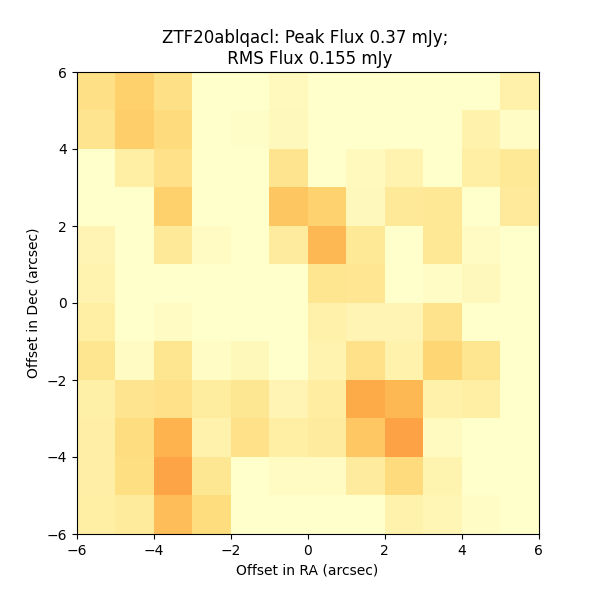 ZTF20ablqacl: Peak Flux 0.37 mJy;
RMS Flux 0.155 mJy
6
4
2
0
−2
−4
−6
Offset in Dec (arcsec)
−6 −4 −2 0 2 4 6
Offset in RA (arcsec)